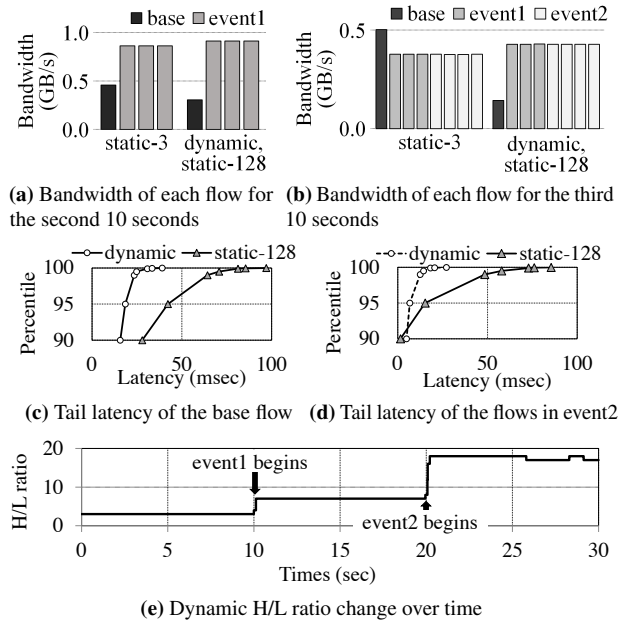 base event1
base event1 event2
Bandwidth
(GB/s)
1.0
0.5
0.0
static-3
dynamic,
static-128
Bandwidth
(GB/s)
0.5
0
static-3
dynamic,
static-128
(a) Bandwidth of each flow for
the second 10 seconds
(b) Bandwidth of each flow for the third
10 seconds
dynamic static-128
Percentile
100
95
90
0 50 100
Latency (msec)
dynamic static-128
Percentile
100
95
90
0 50 100
Latency (msec)
(c) Tail latency of the base flow
(d) Tail latency of the flows in event2
H/L ratio
20
10
0
event1 begins
event2 begins
0 5 10 15 20 25 30
Times (sec)
(e) Dynamic H/L ratio change over time